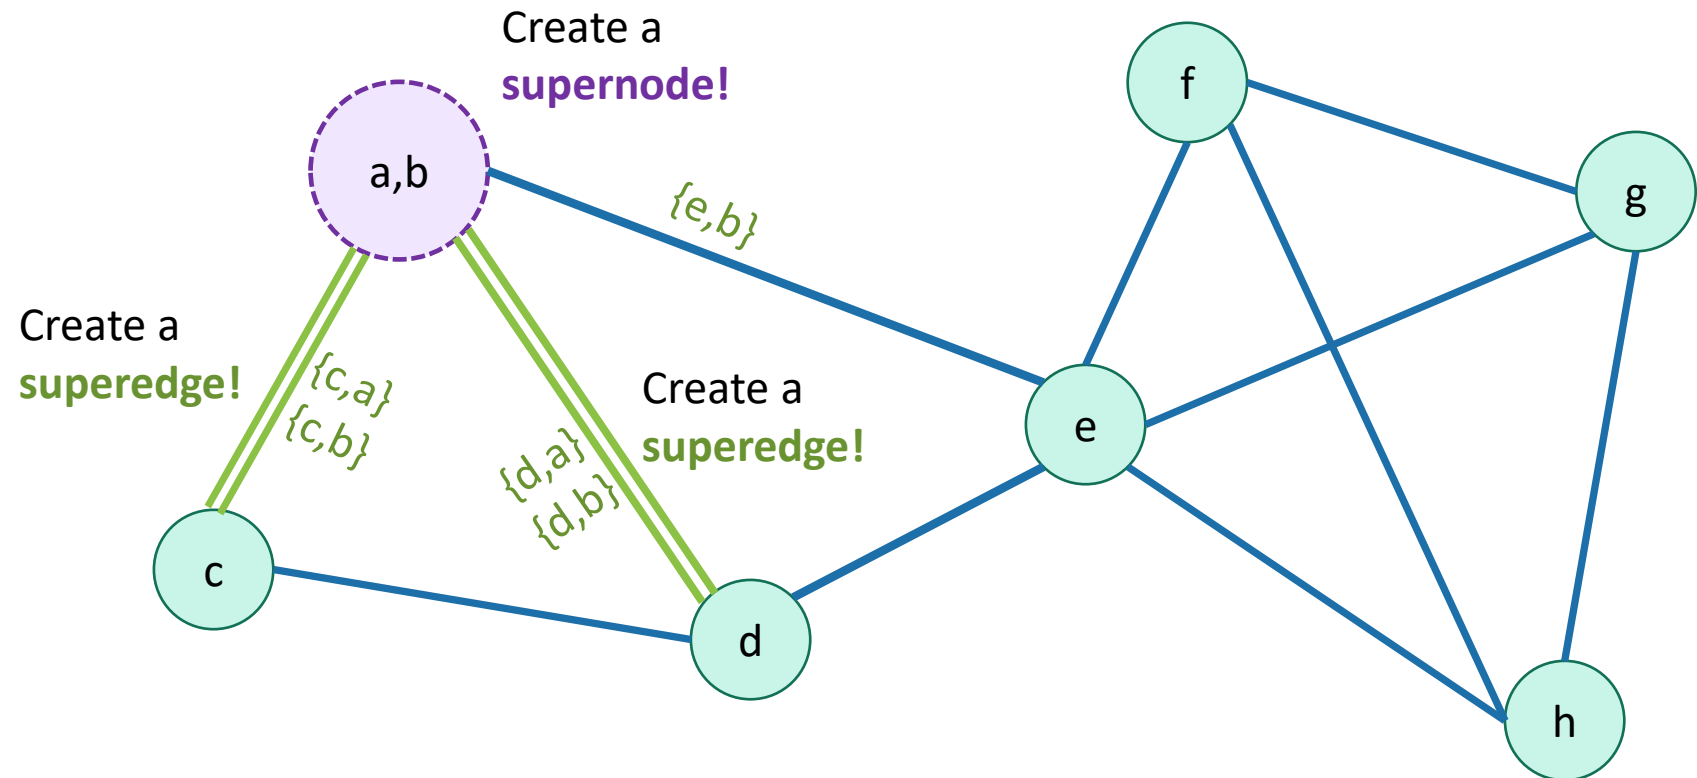 Create a
supernode!
a,b
{e,b}
f
g
Create a
superedge!
{c,a}
{c,b}
{d,a}
{d,b}
Create a
superedge!
e
c
d
h